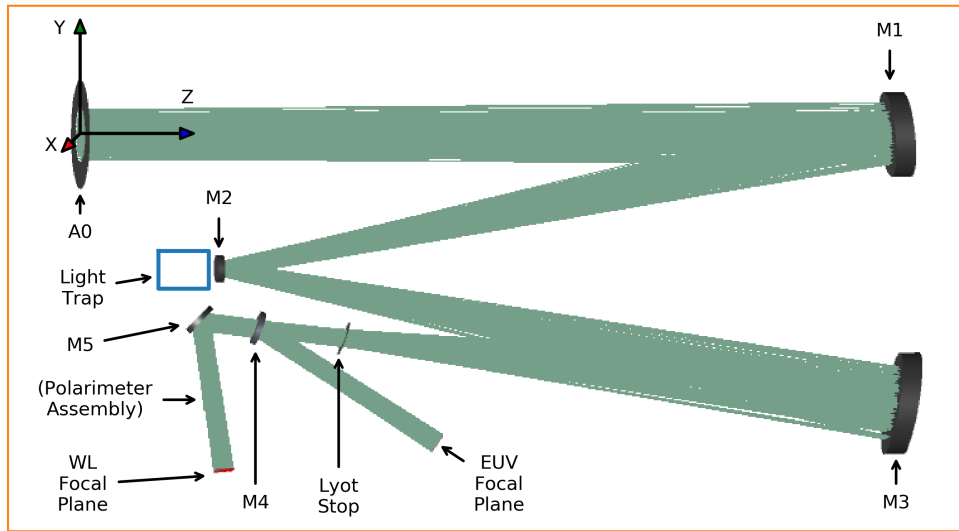 Y
M1
Z
X
M2
A0
Light
Trap
M5
(Polarimeter
Assembly)
WL
Focal
Plane
M4
Lyot
Stop
EUV
Focal
Plane
M3